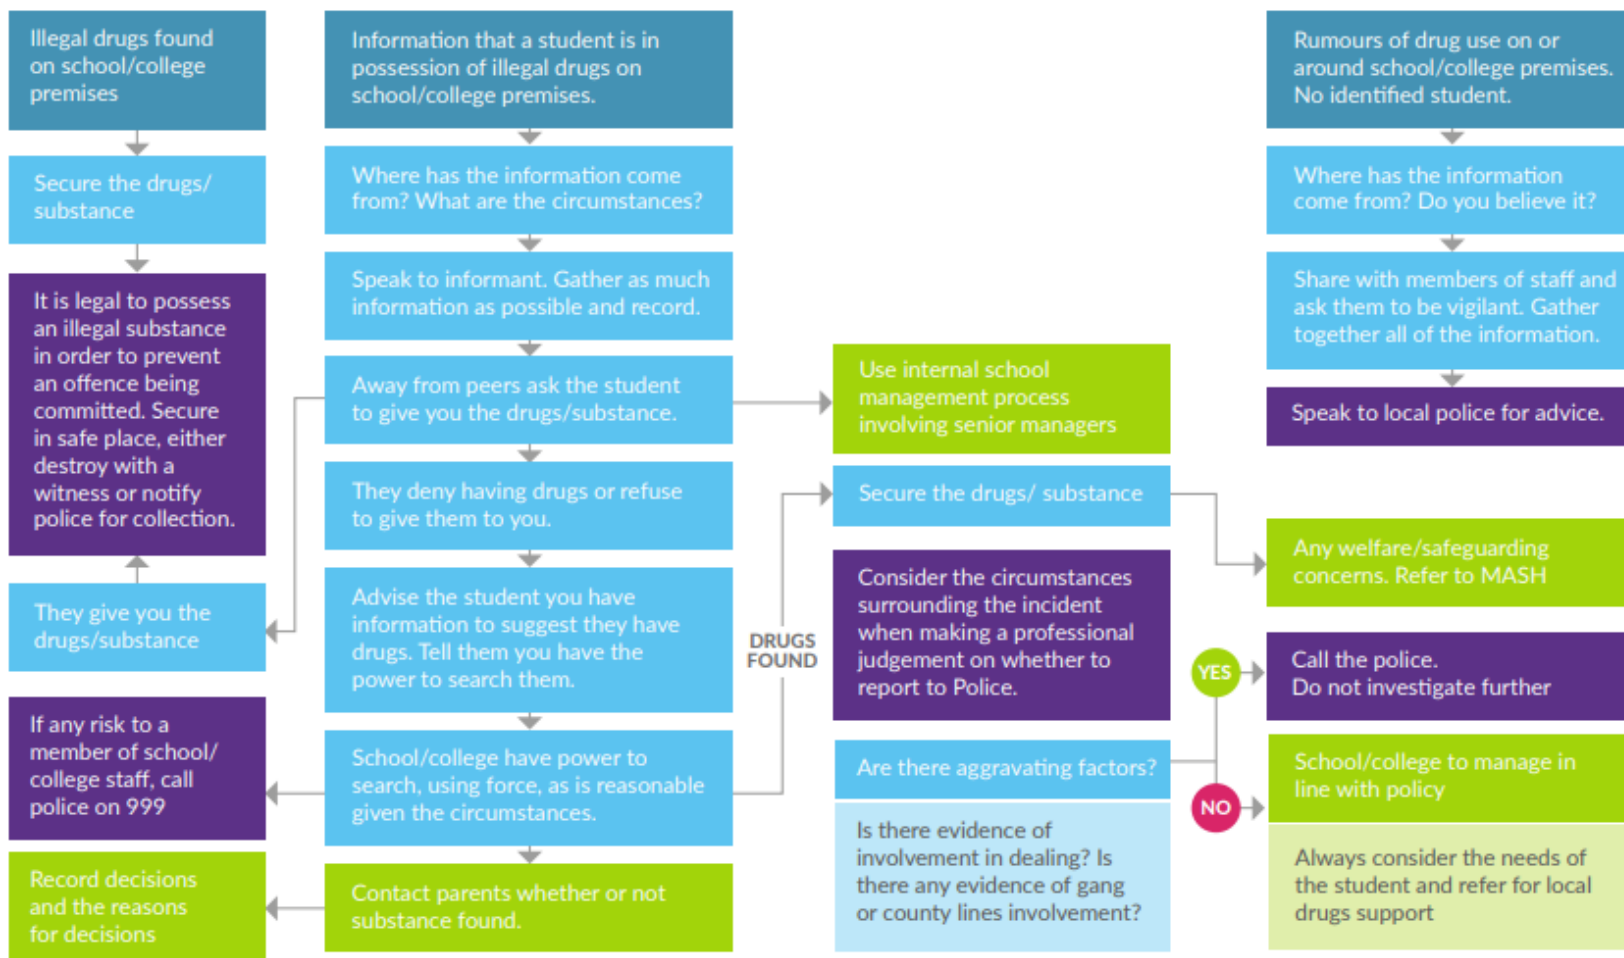 Illegal drugs found
on school/college
premises
Secure the drugs/
substance
It is legal to possess
an illegal substance
in order to prevent
an offence being
committed. Secure
in safe place, either
destroy with a
witness or notify
police for collection.
They give you the
drugs/substance
If any risk to a
member of school/
college staff, call
police on 999
Record decisions
and the reasons
for decisions
Information that a student is in
possession of illegal drugs on
school/college premises.
Where has the information come
from? What are the circumstances?
Speak to informant. Gather as much
information as possible and record.
Away from peers ask the student
to give you the drugs/substance.
They deny having drugs or refuse
to give them to you.
Advise the student you have
information to suggest they have
drugs. Tell them you have the
power to search them.
School/college have power to
search, using force, as is reasonable
given the circumstances.
Contact parents whether or not
substance found.
DRUGS
FOUND
Use internal school
management process
involving senior managers
Secure the drugs/ substance
Consider the circumstances
surrounding the incident
when making a professional
judgement on whether to
report to Police.
Are there aggravating factors?
Is there evidence of
involvement in dealing? Is
there any evidence of gang
or county lines involvement?
YES
NO
Rumours of drug use on or
around school/college premises.
No identified student.
Where has the information
come from? Do you believe it?
Share with members of staff and
ask them to be vigilant. Gather
together all of the information.
Speak to local police for advice.
Any welfare/safeguarding
concerns. Refer to MASH
Call the police.
Do not investigate further
School/college to manage in
line with policy
Always consider the needs of
the student and refer for local
drugs support